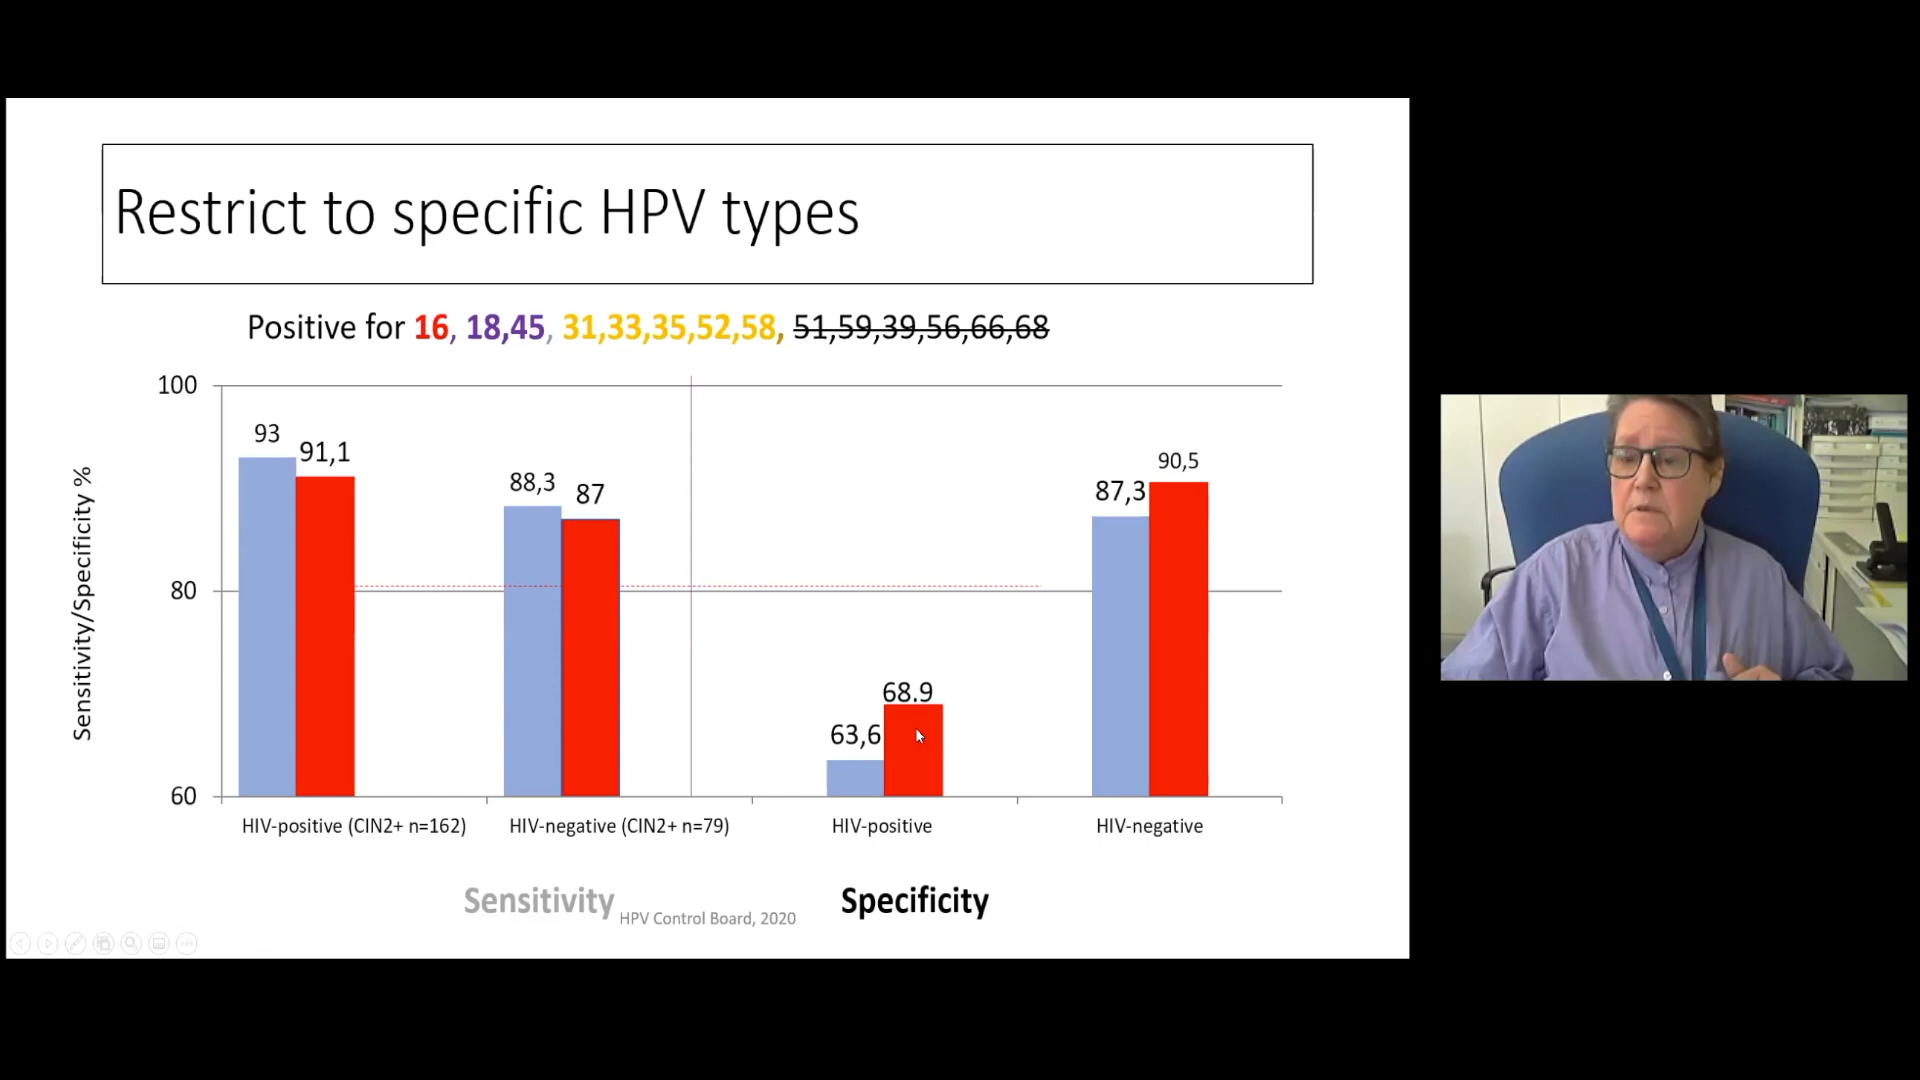 Restrict to specific HPV types
Positive for 16, 18,45, 31,33,35,52,58, 51,59,39,56,66,68
100
80
60
Sensitivity/Specificity %
93
91,1
88,3
87
63,6
68.9
87,3
90,5
HIV-positive (CIN2+ n=162)
HIV-negative (CIN2+ n=79)
HIV-positive
HIV-negative
Sensitivity
Specificity
HPV Control Board, 2020